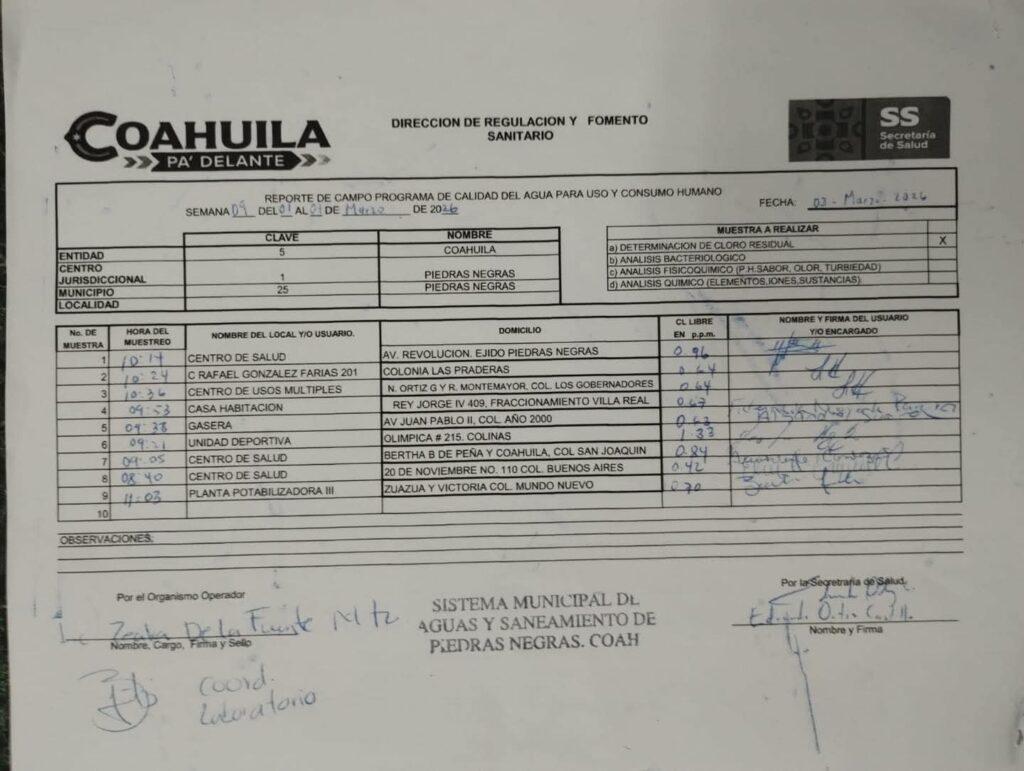 COAHUILA
PA' DELANTE
DIRECCION DE REGULACION Y FOMENTO
SANITARIO
SS
Secretaría
de Salud
REPORTE DE CAMPO PROGRAMA DE CALIDAD DEL AGUA PARA USO Y CONSUMO HUMANO
SEMANA 09 DEL 01 AL 01 DE Marzo DE 2026
FECHA: 03 - Marzo. 2026
CLAVE NOMBRE
ENTIDAD 5 COAHUILA
CENTRO
JURISDICCIONAL 1 PIEDRAS NEGRAS
MUNICIPIO 25 PIEDRAS NEGRAS
LOCALIDAD
MUESTRA A REALIZAR
a) DETERMINACION DE CLORO RESIDUAL X
b) ANALISIS BACTERIOLOGICO
c) ANALISIS FISICOQUIMICO (P.H.SABOR, OLOR, TURBIEDAD)
d) ANALISIS QUIMICO (ELEMENTOS,IONES,SUSTANCIAS)
No. DE MUESTRA HORA DEL MUESTREO NOMBRE DEL LOCAL Y/O USUARIO. DOMICILIO CL LIBRE EN p.p.m. NOMBRE Y FIRMA DEL USUARIO Y/O ENCARGADO
1 10:14 CENTRO DE SALUD AV. REVOLUCION. EJIDO PIEDRAS NEGRAS 0.96
2 10:24 C RAFAEL GONZALEZ FARIAS 201 COLONIA LAS PRADERAS 0.64
3 10:36 CENTRO DE USOS MULTIPLES N. ORTIZ G Y R. MONTEMAYOR, COL. LOS GOBERNADORES 0.64
4 09:53 CASA HABITACION REY JORGE IV 409, FRACCIONAMIENTO VILLA REAL 0.67
5 09:38 GASERA AV JUAN PABLO II, COL. AÑO 2000
6 09:21 UNIDAD DEPORTIVA OLIMPICA # 215. COLINAS 1.33
7 09:05 CENTRO DE SALUD BERTHA B DE PEÑA Y COAHUILA, COL SAN JOAQUIN 0.84
8 08:40 CENTRO DE SALUD 20 DE NOVIEMBRE NO. 110 COL. BUENOS AIRES 0.42
9 11:03 PLANTA POTABILIZADORA III ZUAZUA Y VICTORIA COL. MUNDO NUEVO 0.70
10
OBSERVACIONES:
Por el Organismo Operador
De La Fuente Mtz
Nombre, Cargo, Firma y Sello
Coord.
Laboratorio
SISTEMA MUNICIPAL DE
AGUAS Y SANEAMIENTO DE
PIEDRAS NEGRAS. COAH
Por la Secretraria de Salud.
Nombre y Firma